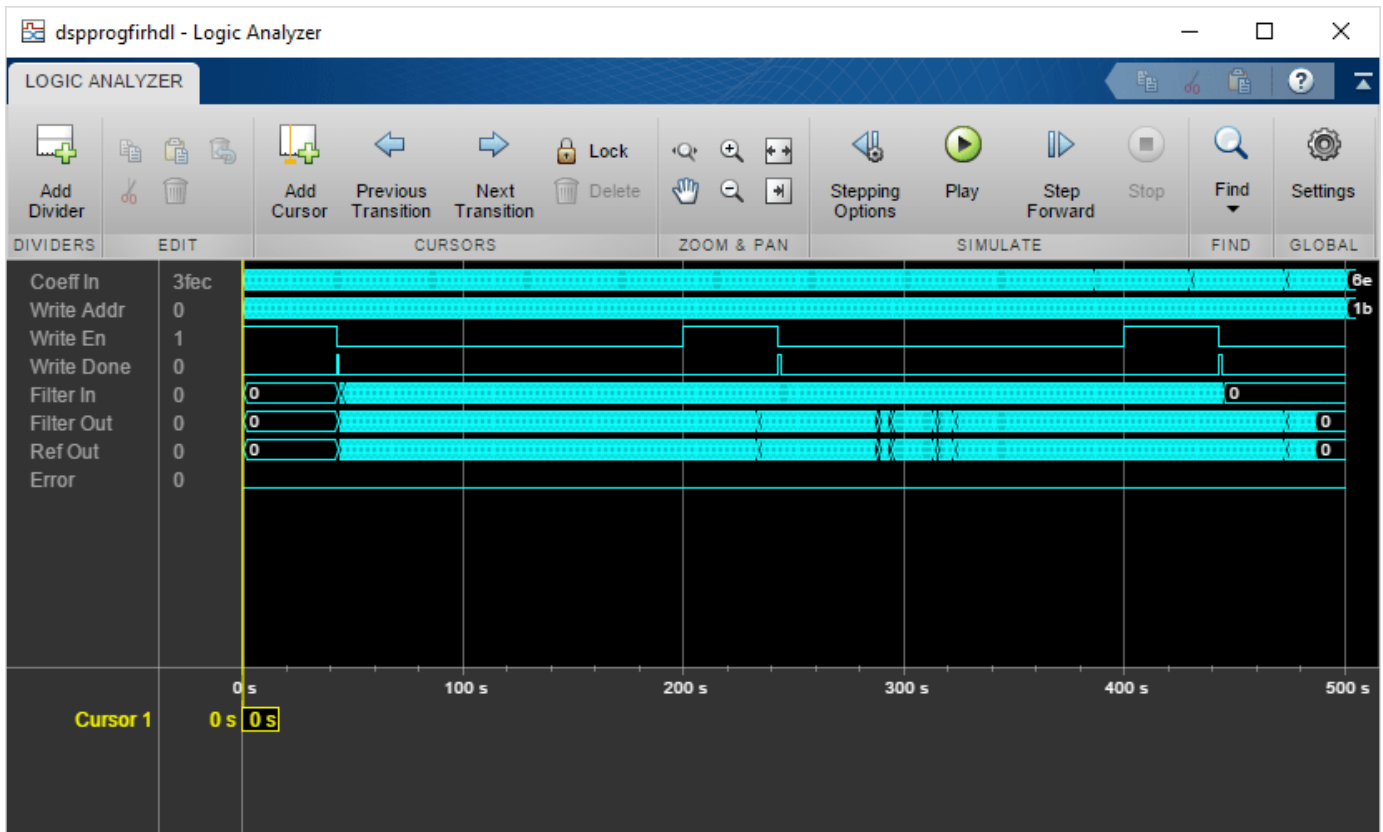 dspprogfirhdl - Logic Analyzer
LOGIC ANALYZER
Add Divider
Add Cursor
Previous Transition
Next Transition
Lock
Delete
Stepping Options
Play
Step Forward
Stop
Find
Settings
DIVIDERS EDIT CURSORS ZOOM & PAN SIMULATE FIND GLOBAL
Coeff In 3fec 6e
Write Addr 0 1b
Write En 1
Write Done 0
Filter In 0 0 0
Filter Out 0 0 0
Ref Out 0 0 0
Error 0
0 s 100 s 200 s 300 s 400 s 500 s
Cursor 1 0 s 0 s